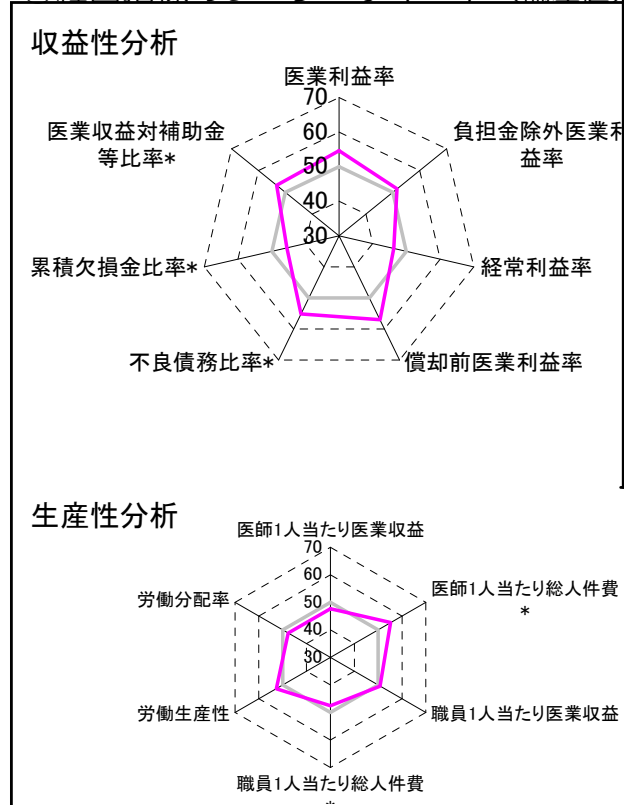 収益性分析
医業利益率
70
60
50
40
30
負担金除外医業利
益率
経常利益率
償却前医業利益率
不良債務比率*
累積欠損金比率*
医業収益対補助金
等比率*
生産性分析
医師1人当たり医業収益
70
60
50
40
30
医師1人当たり総人件費
*
職員1人当たり医業収益
職員1人当たり総人件費
*
労働生産性
労働分配率